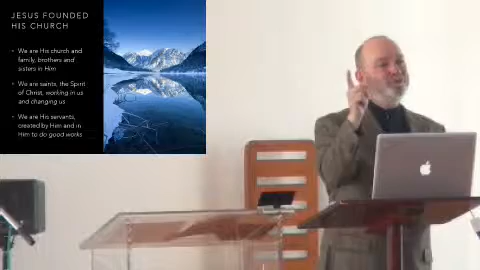 JESUS FOUNDED
HIS CHURCH
• We are His church and
family, brothers and
sisters in Him
• We are saints, the Spirit
of Christ, working in us
and changing us
• We are His servants,
created by Him and in
Him to do good works